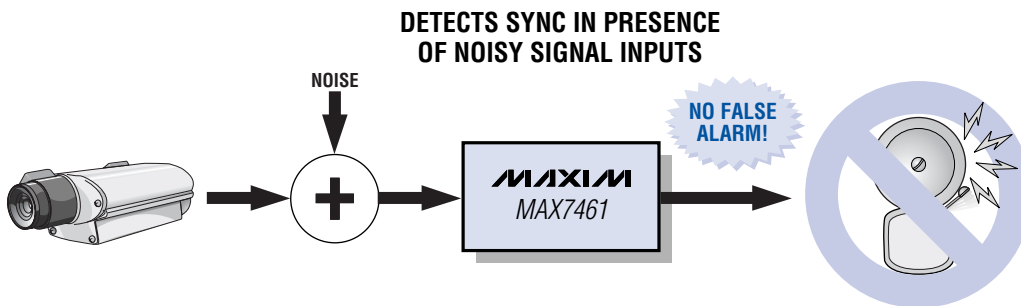 DETECTS SYNC IN PRESENCE
OF NOISY SIGNAL INPUTS
NOISE
NO FALSE
ALARM!
MAXIM
MAX7461